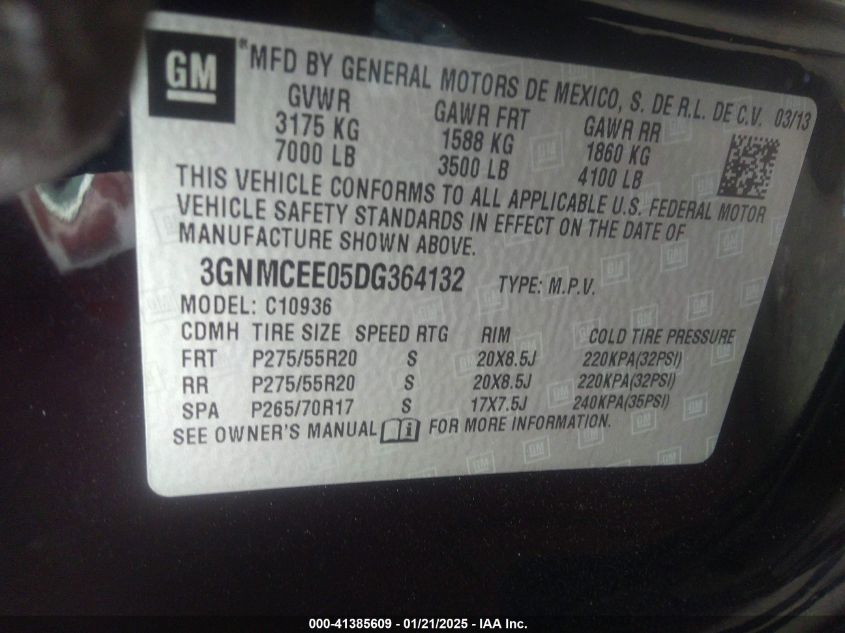 GM *MFD BY GENERAL MOTORS DE MEXICO, S. DE R.L. DE C.V. 03/13
GVWR GAWR FRT GAWR RR
3175 KG 1588 KG 1860 KG
7000 LB 3500 LB 4100 LB
THIS VEHICLE CONFORMS TO ALL APPLICABLE U.S. FEDERAL MOTOR
VEHICLE SAFETY STANDARDS IN EFFECT ON THE DATE OF
MANUFACTURE SHOWN ABOVE.
3GNMCEE05DG364132 TYPE: M.P.V.
MODEL: C10936
CDMH TIRE SIZE SPEED RTG RIM COLD TIRE PRESSURE
FRT P275/55R20 S 20X8.5J 220KPA(32PSI)
RR P275/55R20 S 20X8.5J 220KPA(32PSI)
SPA P265/70R17 S 17X7.5J 240KPA(35PSI)
SEE OWNER'S MANUAL FOR MORE INFORMATION.
000-41385609 - 01/21/2025 - IAA Inc.